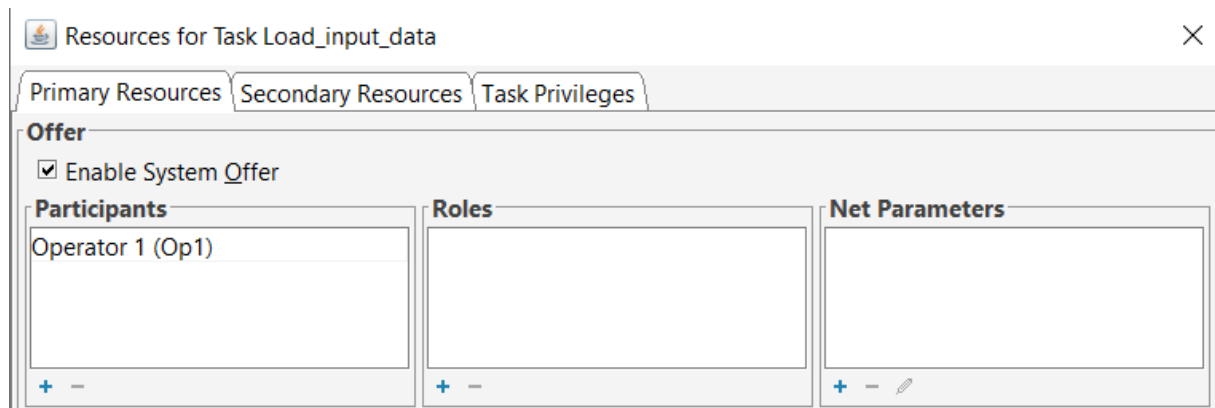 Resources for Task Load_input_data
Primary Resources Secondary Resources Task Privileges
Offer
Enable System Offer
Participants Roles Net Parameters
Operator 1 (Op1)